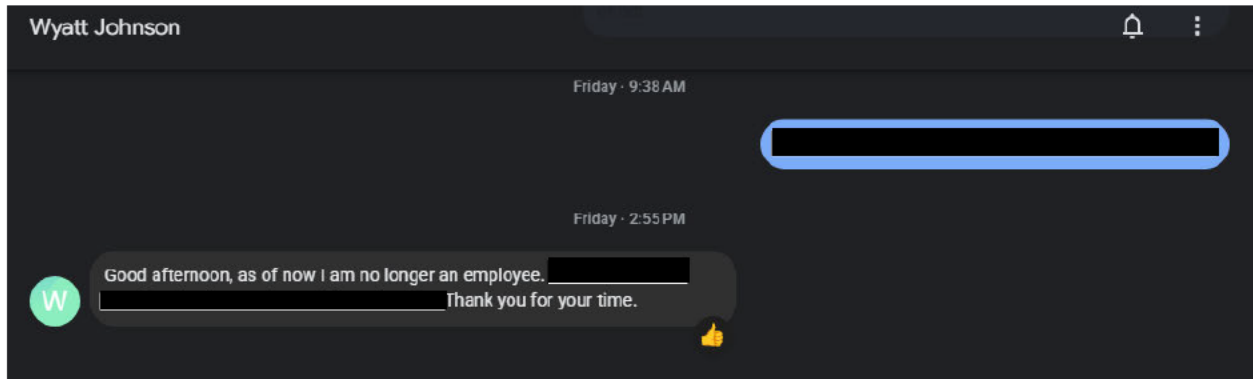 Wyatt Johnson
Friday · 9:38 AM
Friday · 2:55 PM
Good afternoon, as of now I am no longer an employee.
W
Thank you for your time.